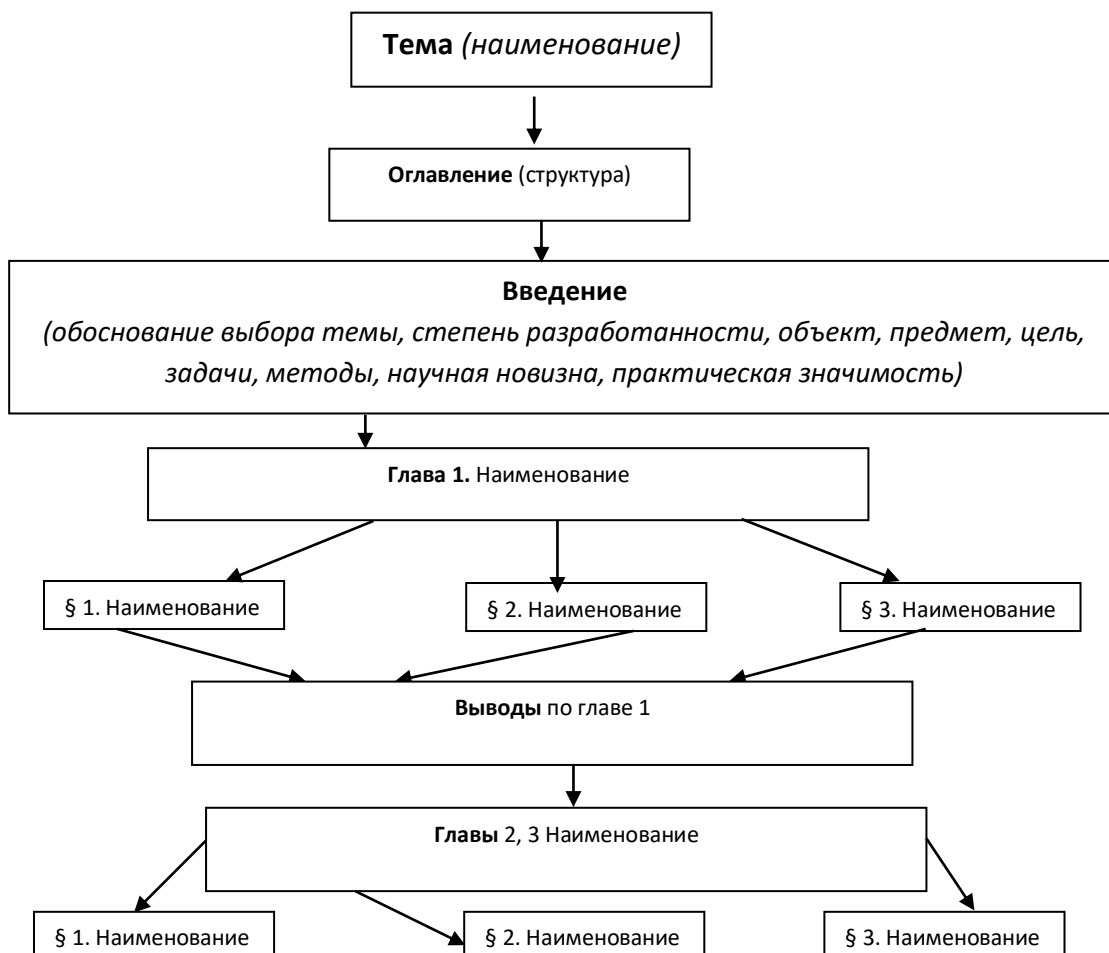 Тема (наименование)
Оглавление (структура)
Введение
(обоснование выбора темы, степень разработанности, объект, предмет, цель,
задачи, методы, научная новизна, практическая значимость)
Глава 1. Наименование
§ 1. Наименование
§ 2. Наименование
§ 3. Наименование
Выводы по главе 1
Главы 2, 3 Наименование
§ 1. Наименование
§ 2. Наименование
§ 3. Наименование